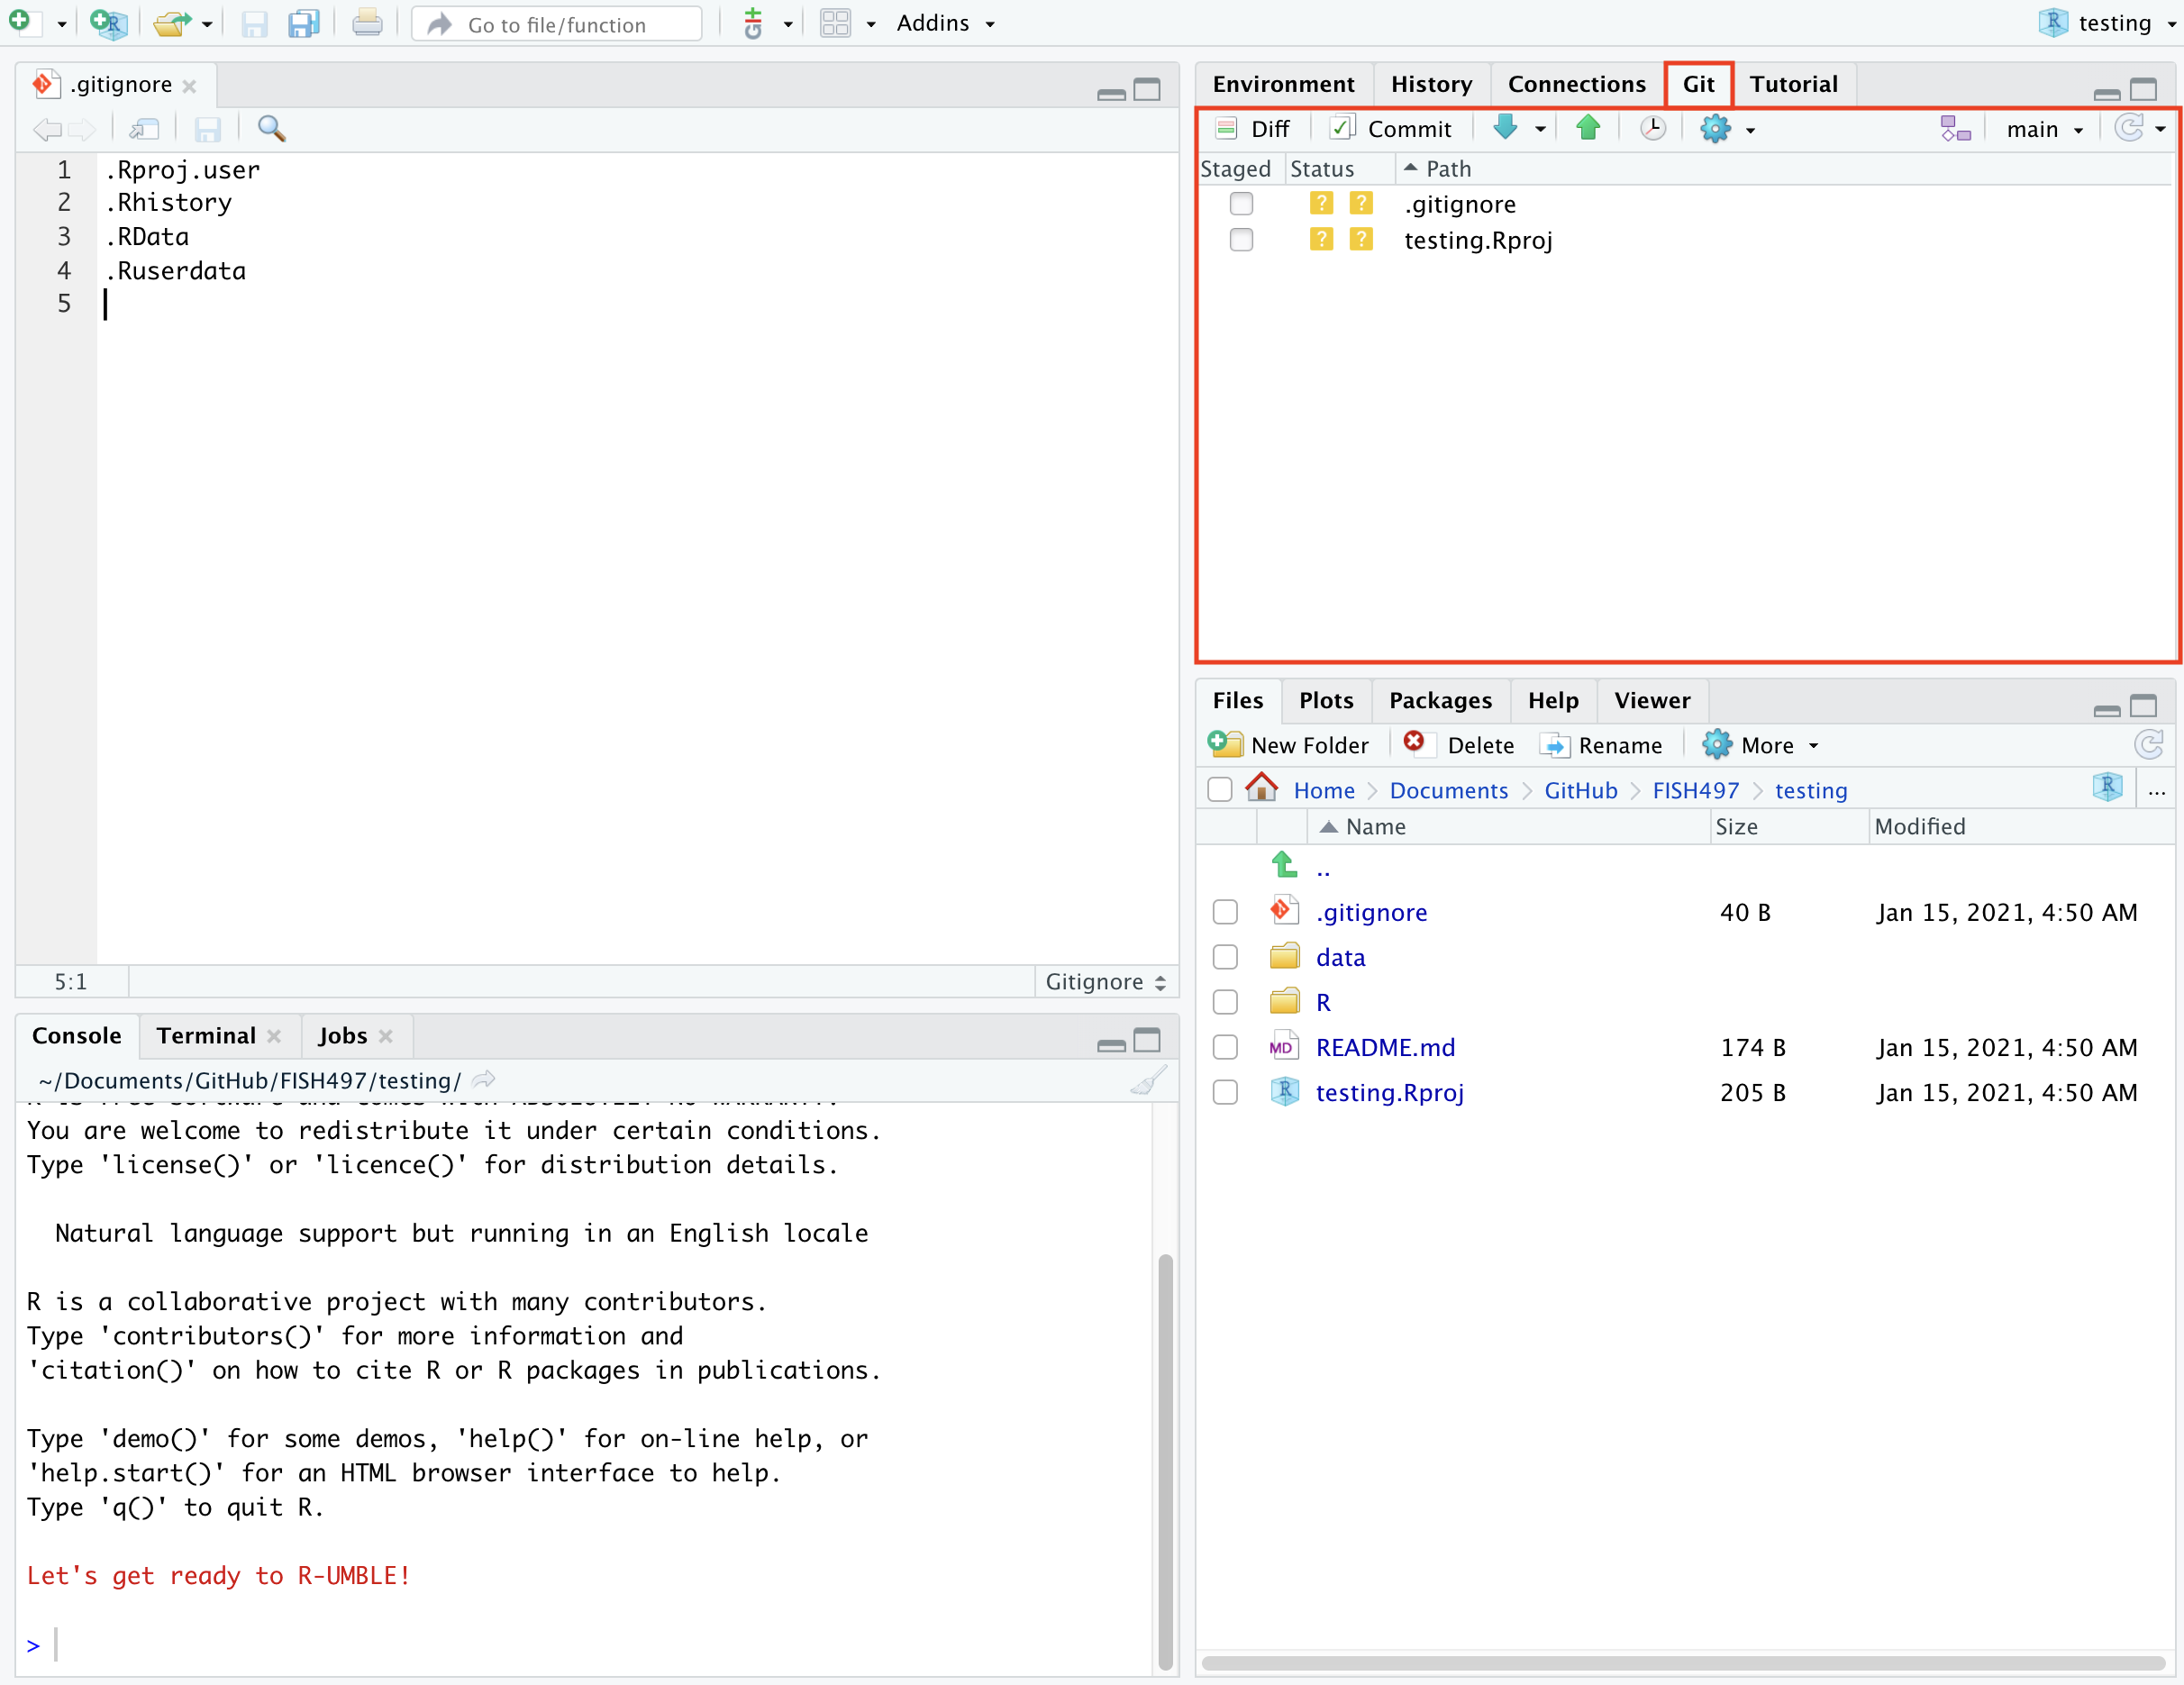 Go to file/function
Addins
testing
.gitignore
1 .Rproj.user
2 .Rhistory
3 .RData
4 .Ruserdata
5
5:1 Gitignore
Console Terminal Jobs
~/Documents/GitHub/FISH497/testing/
You are welcome to redistribute it under certain conditions.
Type 'license()' or 'licence()' for distribution details.
Natural language support but running in an English locale
R is a collaborative project with many contributors.
Type 'contributors()' for more information and
'citation()' on how to cite R or R packages in publications.
Type 'demo()' for some demos, 'help()' for on-line help, or
'help.start()' for an HTML browser interface to help.
Type 'q()' to quit R.
Let's get ready to R-UMBLE!
>
Environment History Connections Git Tutorial
Diff Commit main
Staged Status Path
? ? .gitignore
? ? testing.Rproj
Files Plots Packages Help Viewer
New Folder Delete Rename More
Home Documents GitHub FISH497 testing ...
Name Size Modified
..
.gitignore 40 B Jan 15, 2021, 4:50 AM
data
R
MD README.md 174 B Jan 15, 2021, 4:50 AM
testing.Rproj 205 B Jan 15, 2021, 4:50 AM